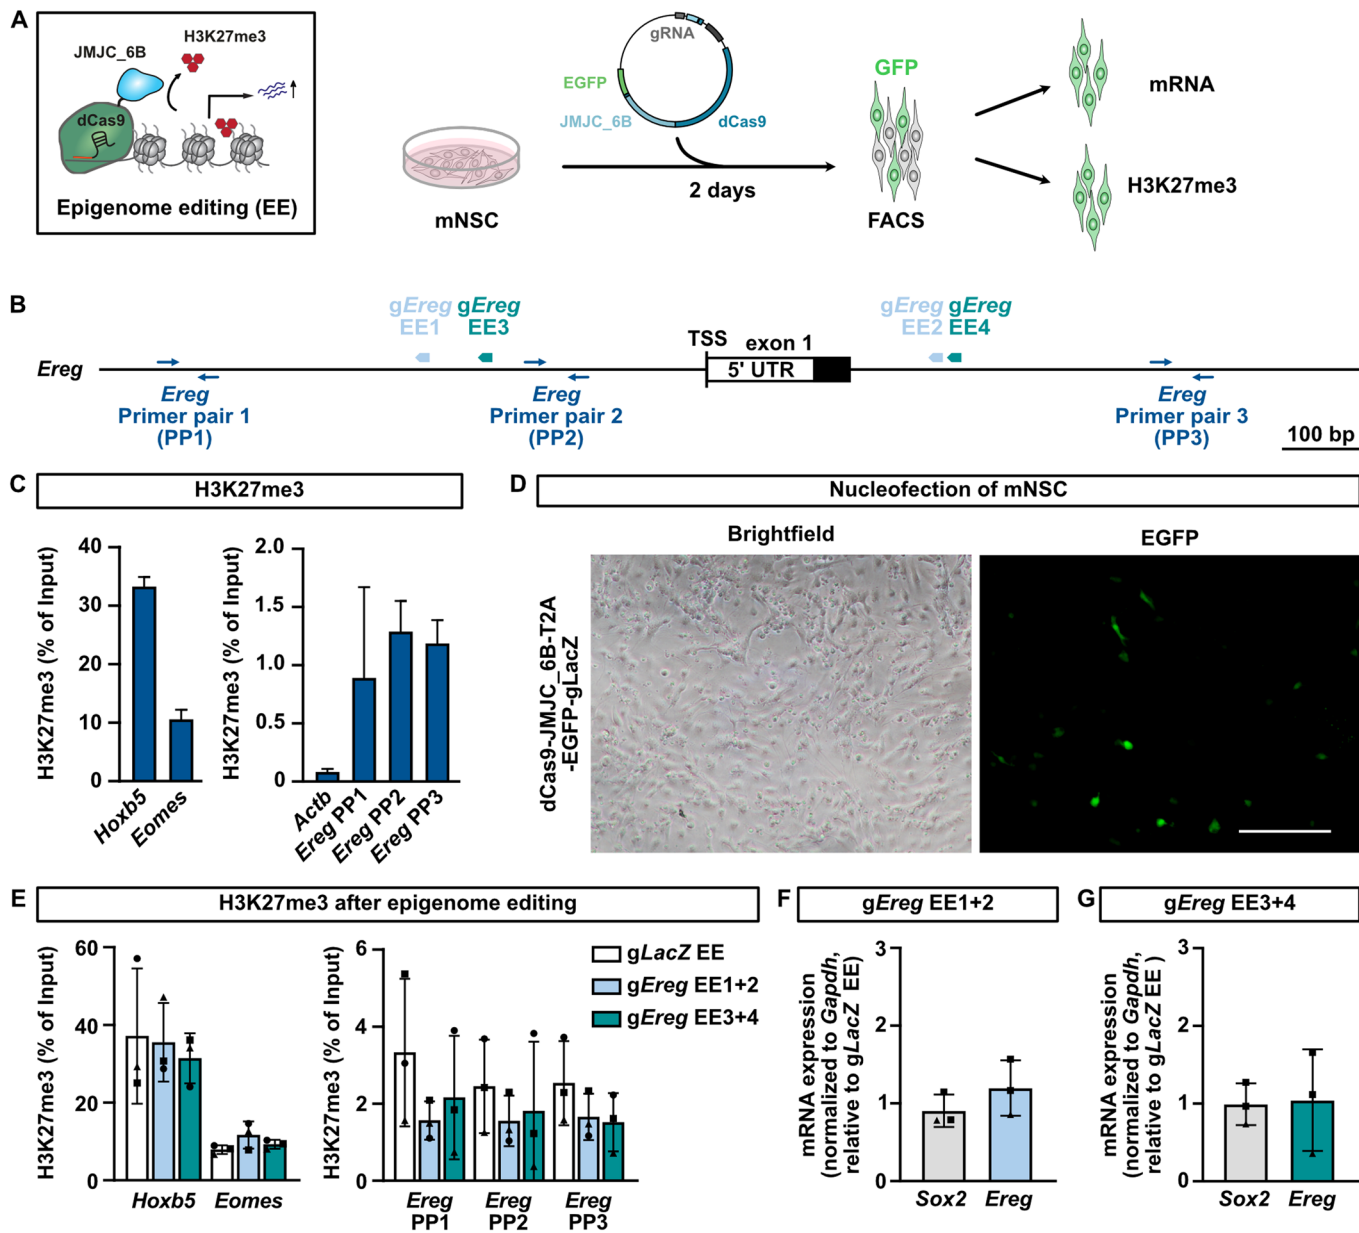 A
JMJC_6B
H3K27me3
dCas9
Epigenome editing (EE)
mNSC
gRNA
EGFP
JMJC_6B
dCas9
2 days
GFP
FACS
mRNA
H3K27me3
B
gEreg
EE1
gEreg
EE3
TSS
exon 1
5' UTR
gEreg
EE2
gEreg
EE4
Ereg
Ereg
Primer pair 1
(PP1)
Ereg
Primer pair 2
(PP2)
Ereg
Primer pair 3
(PP3)
100 bp
C
H3K27me3
H3K27me3 (% of Input)
40
30
20
10
0
Hoxb5
Eomes
H3K27me3 (% of Input)
2.0
1.5
1.0
0.5
0
Actb
Ereg PP1
Ereg PP2
Ereg PP3
D
Nucleofection of mNSC
Brightfield
EGFP
dCas9-JMJC_6B-T2A
-EGFP-gLacZ
E
H3K27me3 after epigenome editing
H3K27me3 (% of Input)
60
40
20
0
Hoxb5
Eomes
H3K27me3 (% of Input)
6
4
2
0
Ereg
PP1
Ereg
PP2
Ereg
PP3
gLacZ EE
gEreg EE1+2
gEreg EE3+4
F
gEreg EE1+2
mRNA expression
(normalized to Gapdh,
relative to gLacZ EE)
3
2
1
0
Sox2
Ereg
G
gEreg EE3+4
mRNA expression
(normalized to Gapdh,
relative to gLacZ EE )
3
2
1
0
Sox2
Ereg